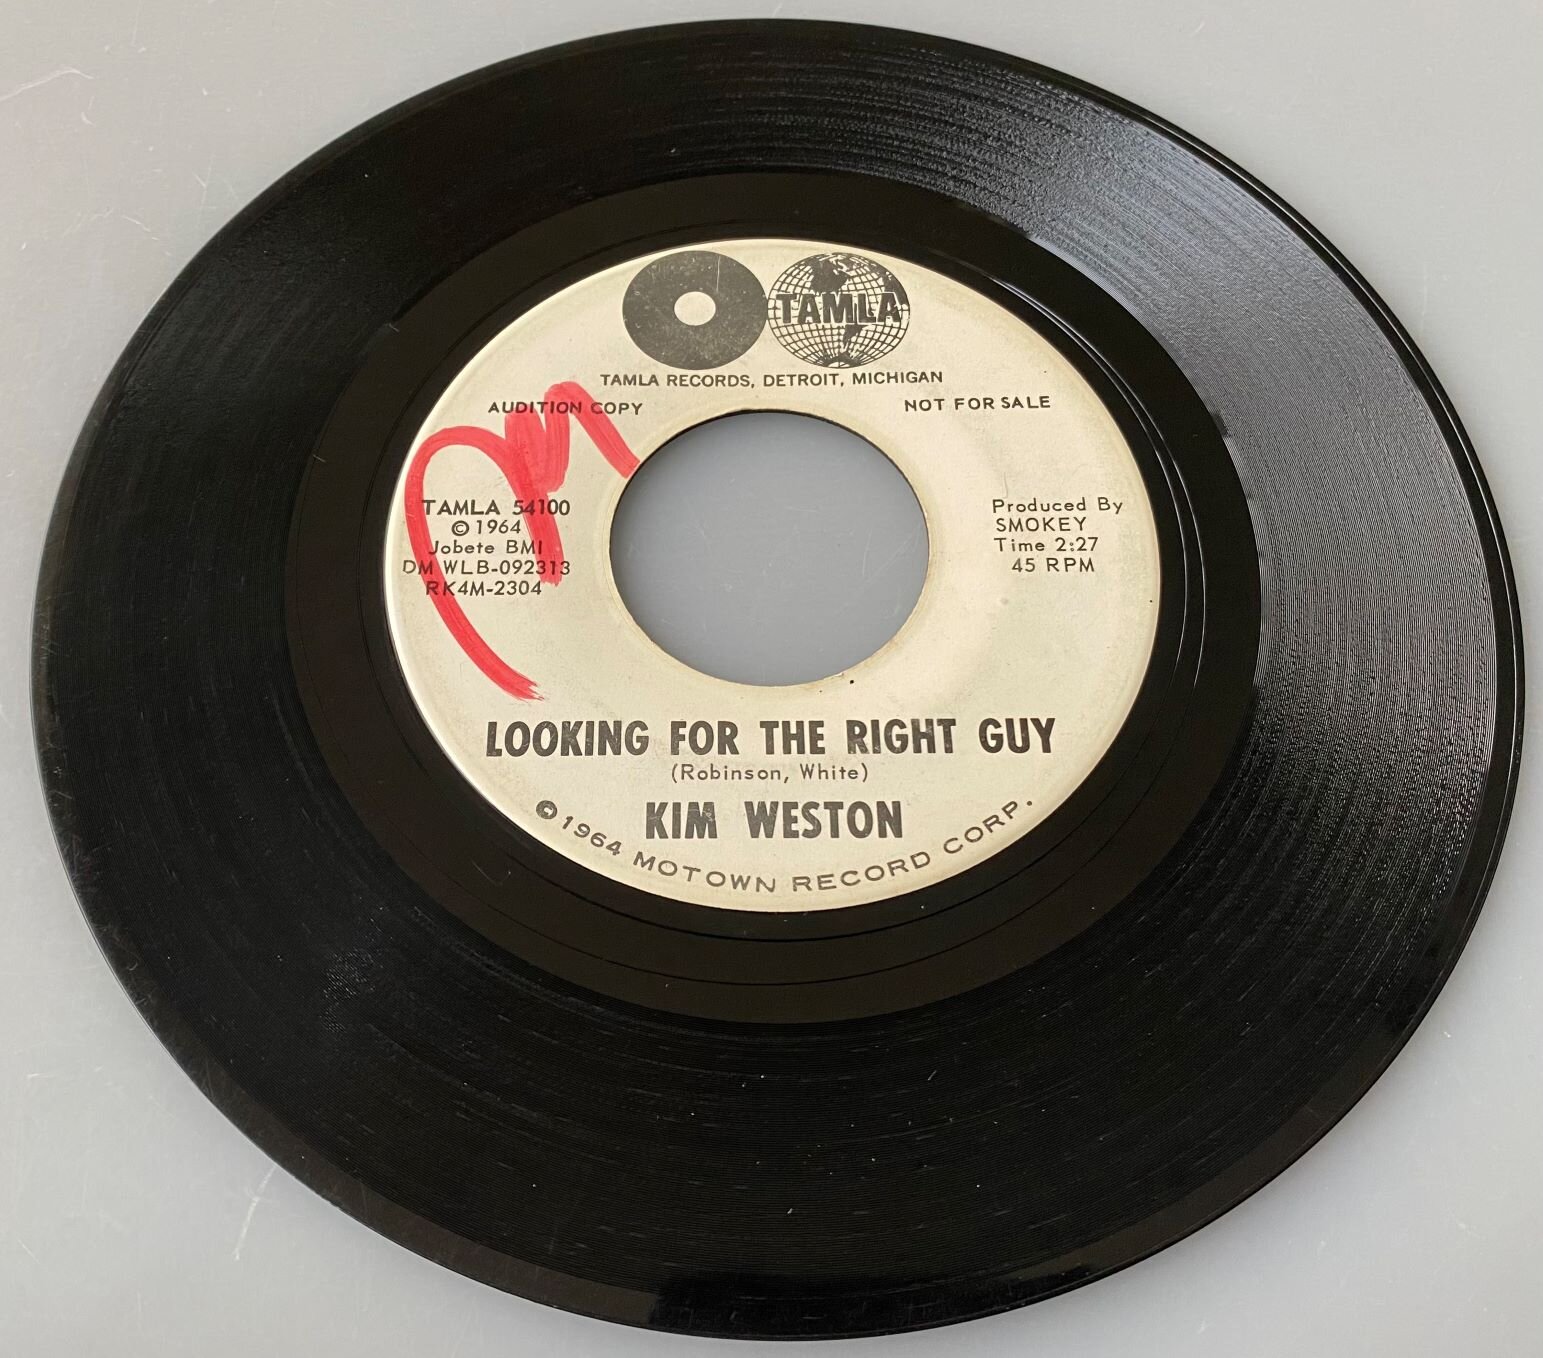 TAMLA
TAMLA RECORDS, DETROIT, MICHIGAN
AUDITION COPY
NOT FOR SALE
TAMLA 54100
©1964
Jobete BMI
DM WLB-092313
RK4M-2304
Produced By
SMOKEY
Time 2:27
45 RPM
LOOKING FOR THE RIGHT GUY
(Robinson, White)
KIM WESTON
©1964 MOTOWN RECORD CORP.